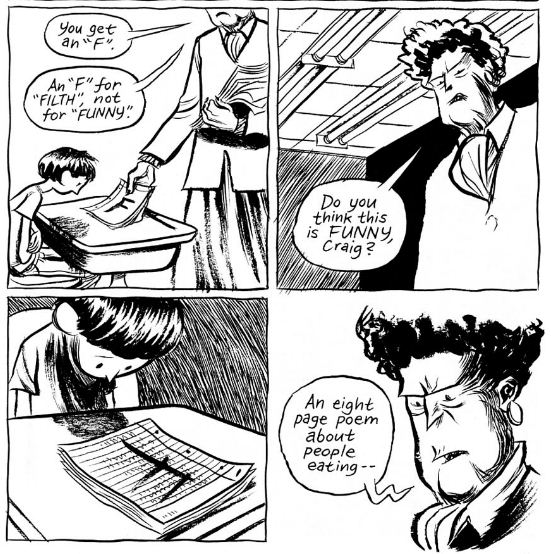 You get
an "F".
An "F" for
"FILTH", not
for "FUNNY".
F
Do you
think this
is FUNNY,
Craig?
F
An eight
page poem
about
people
eating--